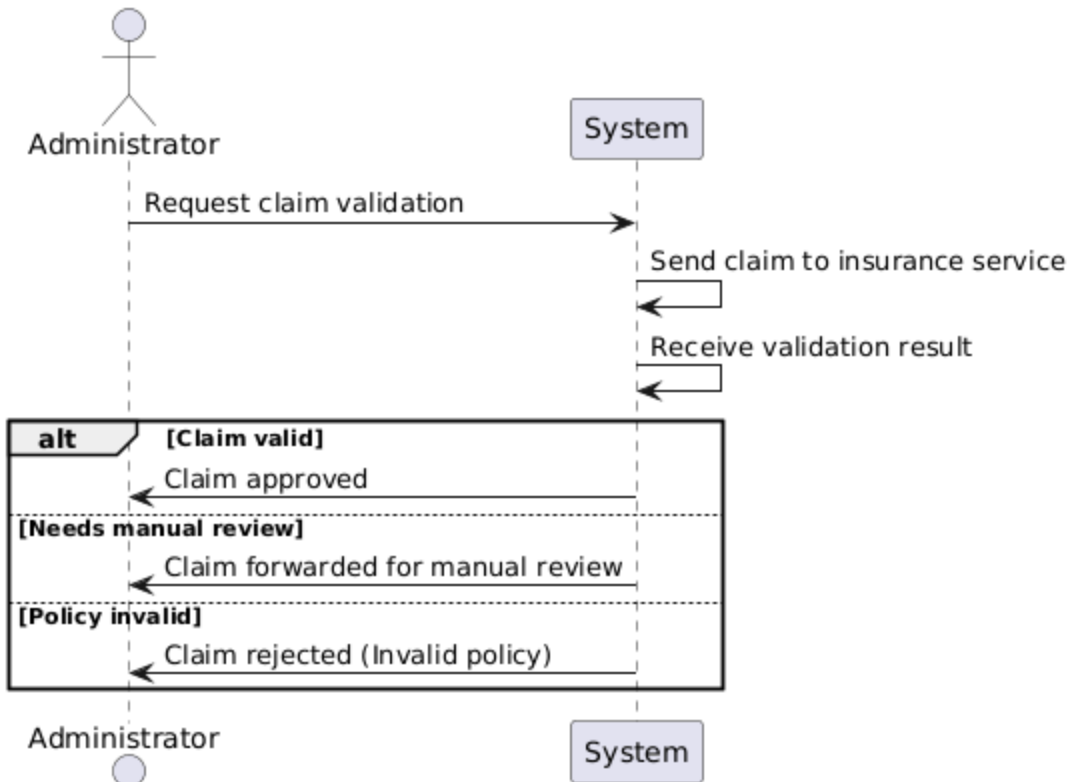 Administrator
System
Request claim validation
Send claim to insurance service
Receive validation result
alt [Claim valid]
Claim approved
[Needs manual review]
Claim forwarded for manual review
[Policy invalid]
Claim rejected (Invalid policy)
Administrator
System